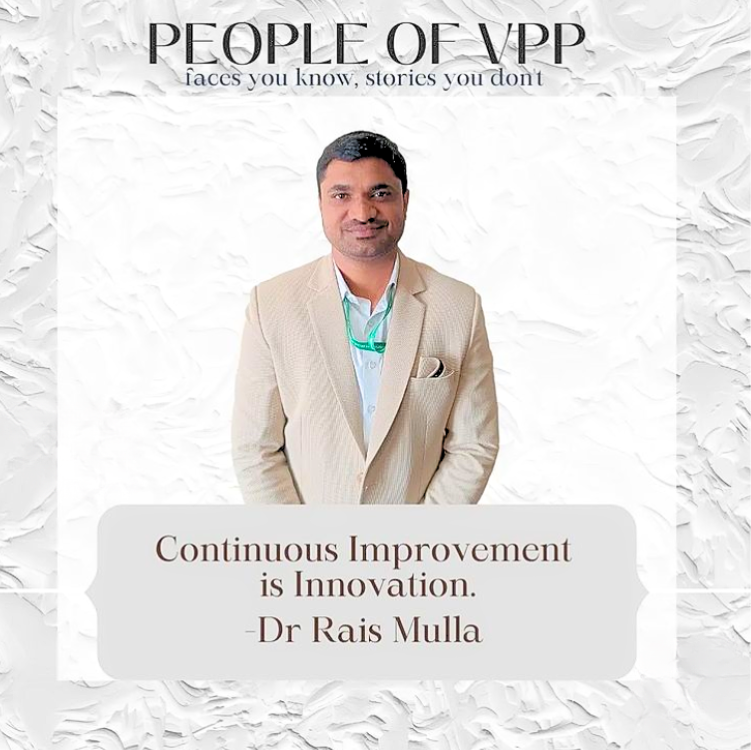 PEOPLE OF VPP
faces you know, stories you don't
Continuous Improvement
is Innovation.
-Dr Rais Mulla